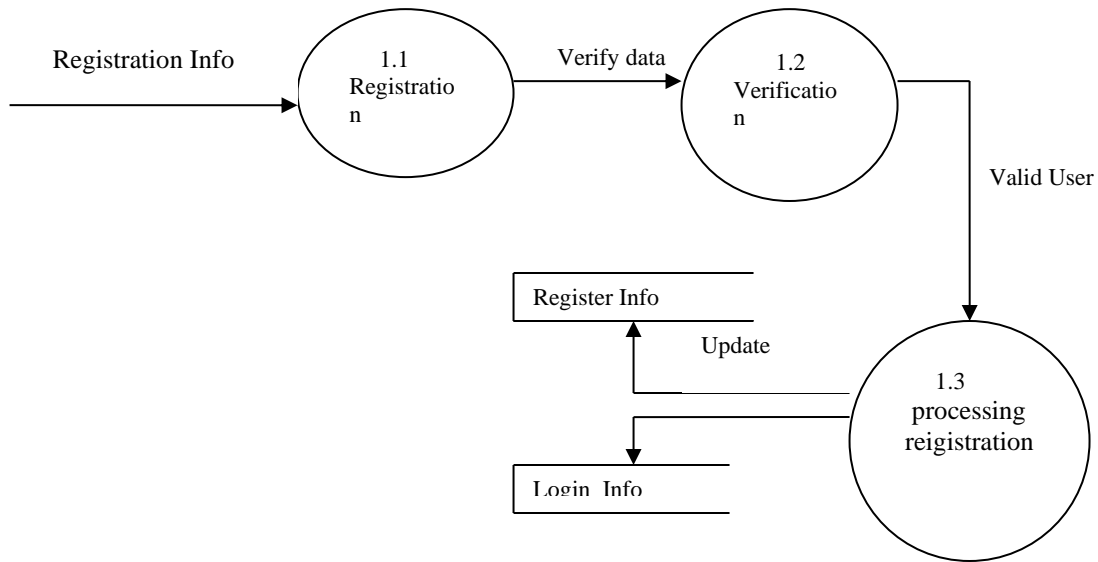 Registration Info
1.1
Registratio
n
Verify data
1.2
Verificatio
n
Valid User
Register Info
Update
1.3
processing
reigistration
Login Info